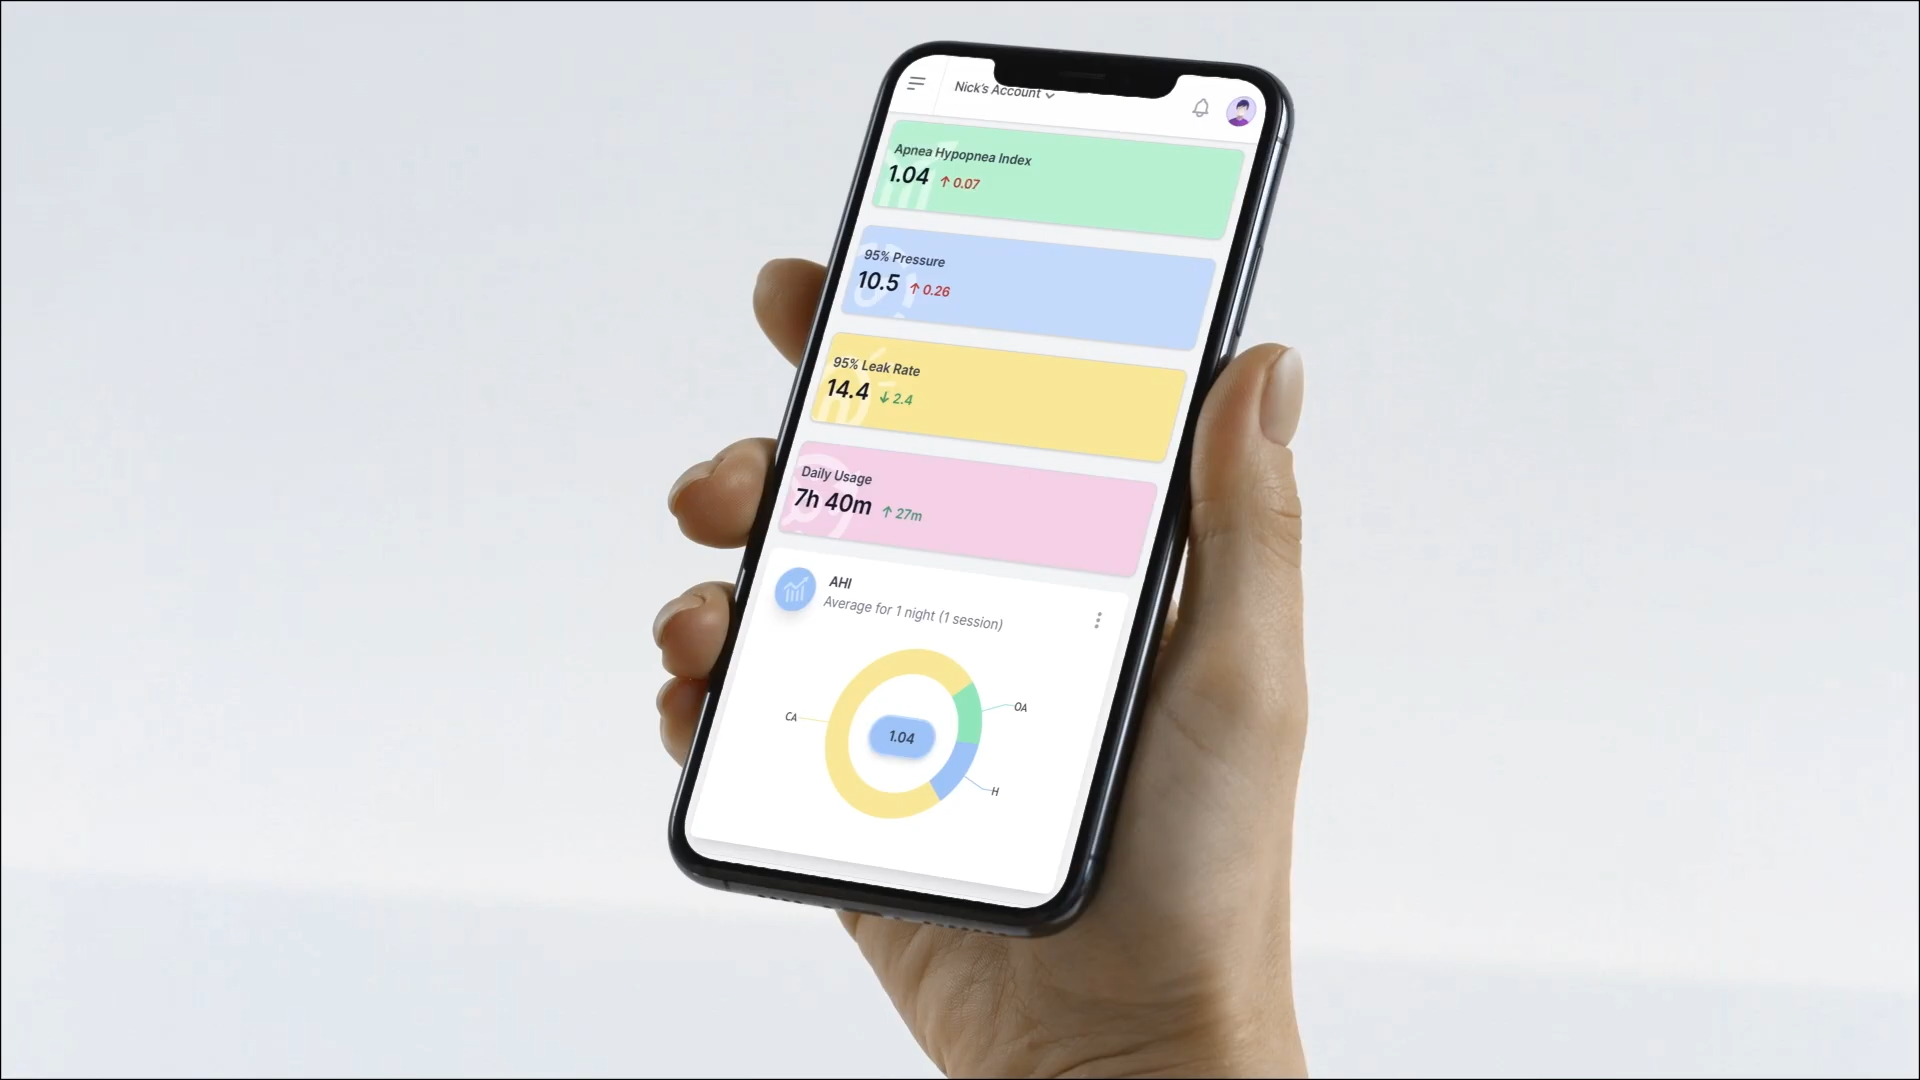 Nick's Account
Apnea Hypopnea Index
1.04 ↑ 0.07
95% Pressure
10.5 ↑ 0.26
95% Leak Rate
14.4 ↓ 2.4
Daily Usage
7h 40m ↑ 27m
AHI
Average for 1 night (1 session)
OA
CA
1.04
H